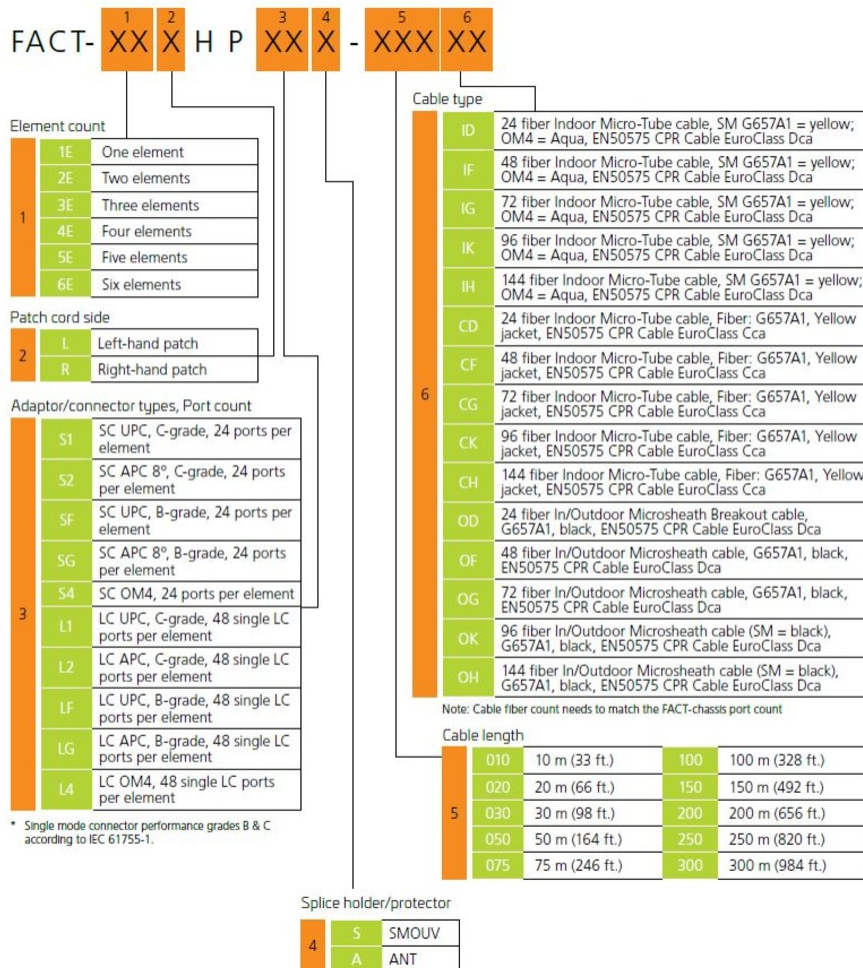 1 2 3 4 5 6
FACT- XX X H P XX X - XXX XX
Element count
1
1E One element
2E Two elements
3E Three elements
4E Four elements
5E Five elements
6E Six elements
Patch cord side
2
L Left-hand patch
R Right-hand patch
Adaptor/connector types, Port count
3
S1 SC UPC, C-grade, 24 ports per
element
S2 SC APC 8º, C-grade, 24 ports
per element
SF SC UPC, B-grade, 24 ports per
element
SG SC APC 8º, B-grade, 24 ports
per element
S4 SC OM4, 24 ports per element
L1 LC UPC, C-grade, 48 single LC
ports per element
L2 LC APC, C-grade, 48 single LC
ports per element
LF LC UPC, B-grade, 48 single LC
ports per element
LG LC APC, B-grade, 48 single LC
ports per element
L4 LC OM4, 48 single LC ports
per element
* Single mode connector performance grades B & C
according to IEC 61755-1.
Cable type
6
ID 24 fiber Indoor Micro-Tube cable, SM G657A1 = yellow;
OM4 = Aqua, EN50575 CPR Cable EuroClass Dca
IF 48 fiber Indoor Micro-Tube cable, SM G657A1 = yellow;
OM4 = Aqua, EN50575 CPR Cable EuroClass Dca
IG 72 fiber Indoor Micro-Tube cable, SM G657A1 = yellow;
OM4 = Aqua, EN50575 CPR Cable EuroClass Dca
IK 96 fiber Indoor Micro-Tube cable, SM G657A1 = yellow;
OM4 = Aqua, EN50575 CPR Cable EuroClass Dca
IH 144 fiber Indoor Micro-Tube cable, SM G657A1 = yellow;
OM4 = Aqua, EN50575 CPR Cable EuroClass Dca
CD 24 fiber Indoor Micro-Tube cable, Fiber: G657A1, Yellow
jacket, EN50575 CPR Cable EuroClass Cca
CF 48 fiber Indoor Micro-Tube cable, Fiber: G657A1, Yellow
jacket, EN50575 CPR Cable EuroClass Cca
CG 72 fiber Indoor Micro-Tube cable, Fiber: G657A1, Yellow
jacket, EN50575 CPR Cable EuroClass Cca
CK 96 fiber Indoor Micro-Tube cable, Fiber: G657A1, Yellow
jacket, EN50575 CPR Cable EuroClass Cca
CH 144 fiber Indoor Micro-Tube cable, Fiber: G657A1, Yellow
jacket, EN50575 CPR Cable EuroClass Cca
OD 24 fiber In/Outdoor Microsheath Breakout cable,
G657A1, black, EN50575 CPR Cable EuroClass Dca
OF 48 fiber In/Outdoor Microsheath cable, G657A1, black,
EN50575 CPR Cable EuroClass Dca
OG 72 fiber In/Outdoor Microsheath cable, G657A1, black,
EN50575 CPR Cable EuroClass Dca
OK 96 fiber In/Outdoor Microsheath cable (SM = black),
G657A1, black, EN50575 CPR Cable EuroClass Dca
OH 144 fiber In/Outdoor Microsheath cable (SM = black),
G657A1, black, EN50575 CPR Cable EuroClass Dca
Note: Cable fiber count needs to match the FACT-chassis port count
Cable length
5
010 10 m (33 ft.) 100 100 m (328 ft.)
020 20 m (66 ft.) 150 150 m (492 ft.)
030 30 m (98 ft.) 200 200 m (656 ft.)
050 50 m (164 ft.) 250 250 m (820 ft.)
075 75 m (246 ft.) 300 300 m (984 ft.)
Splice holder/protector
4
S SMOUV
A ANT